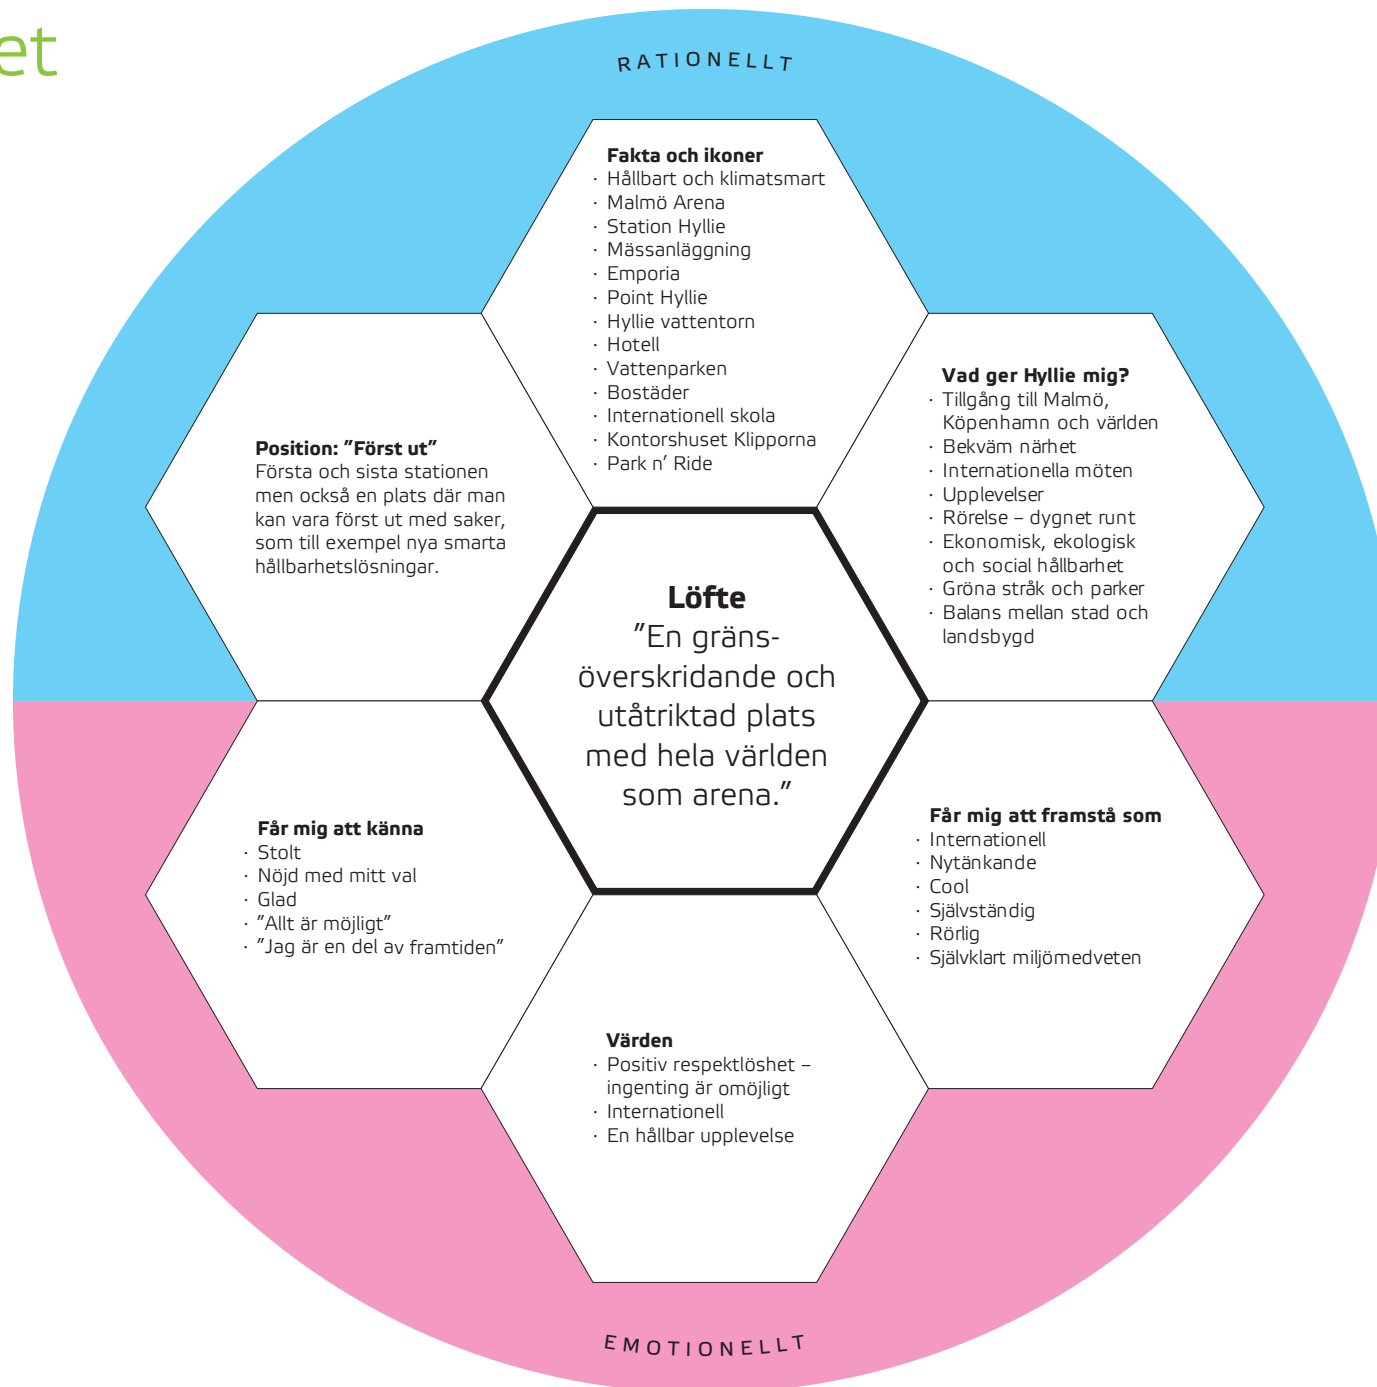 et
RATIONELLT
Fakta och ikoner
· Hållbart och klimatsmart
· Malmö Arena
· Station Hyllie
· Mässanläggning
· Emporia
· Point Hyllie
· Hyllie vattentorn
· Hotell
· Vattenparken
· Bostäder
· Internationell skola
· Kontorshuset Klipporna
· Park n’ Ride
Vad ger Hyllie mig?
· Tillgång till Malmö,
Köpenhamn och världen
· Bekväm närhet
· Internationella möten
· Upplevelser
· Rörelse – dygnet runt
· Ekonomisk, ekologisk
och social hållbarhet
· Gröna stråk och parker
· Balans mellan stad och
landsbygd
Position: ”Först ut”
Första och sista stationen
men också en plats där man
kan vara först ut med saker,
som till exempel nya smarta
hållbarhetslösningar.
Löfte
”En gräns-
överskridande och
utåtriktad plats
med hela världen
som arena.”
Får mig att känna
· Stolt
· Nöjd med mitt val
· Glad
· ”Allt är möjligt”
· ”Jag är en del av framtiden”
Får mig att framstå som
· Internationell
· Nytänkande
· Cool
· Självständig
· Rörlig
· Självklart miljömedveten
Värden
· Positiv respektlöshet –
ingenting är omöjligt
· Internationell
· En hållbar upplevelse
EMOTIONELLT